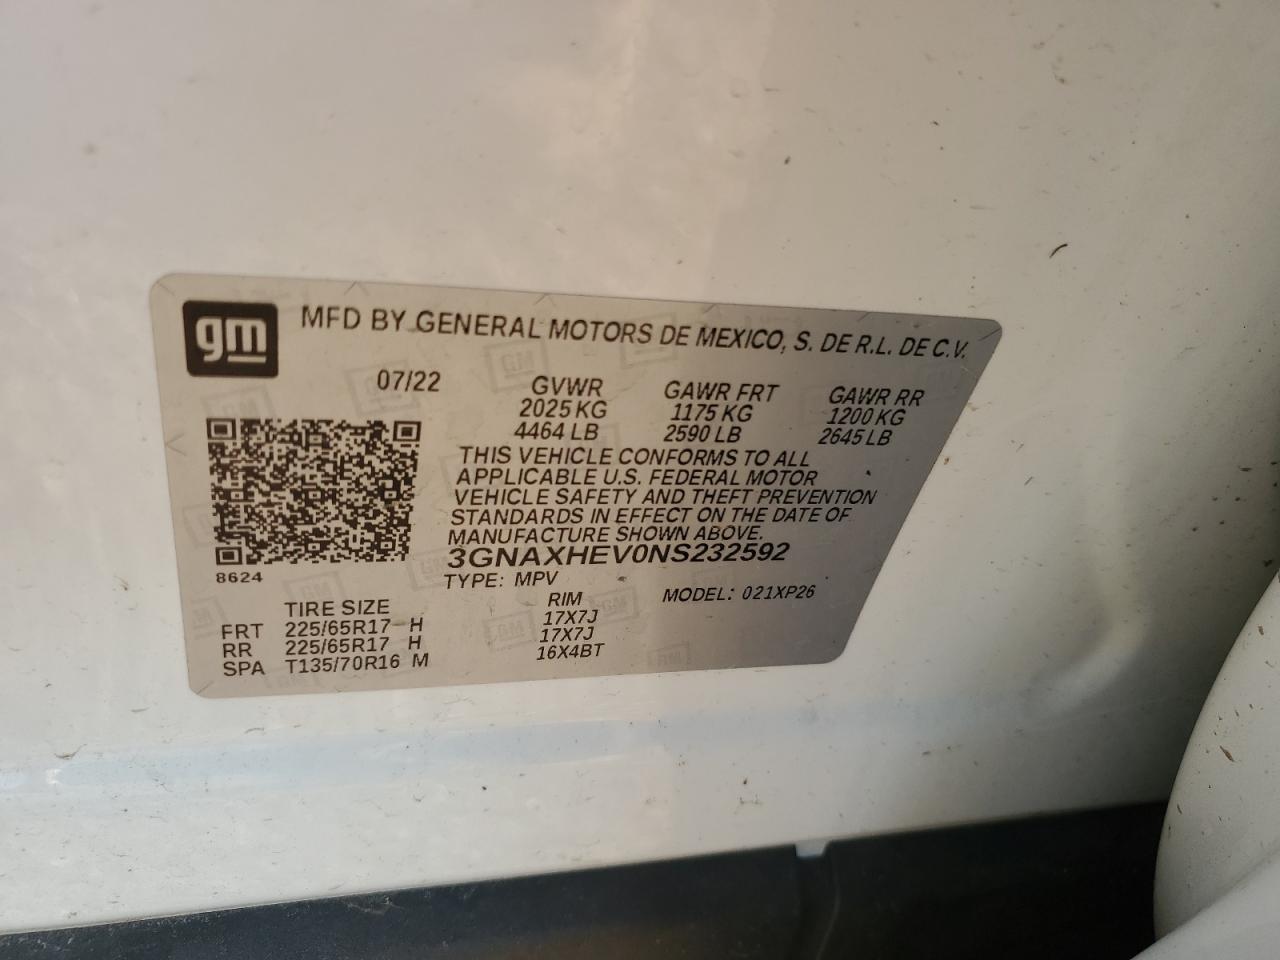 gm
MFD BY GENERAL MOTORS DE MEXICO, S. DE R.L. DE C.V.
07/22 GVWR GAWR FRT GAWR RR
2025 KG 1175 KG 1200 KG
4464 LB 2590 LB 2645 LB
THIS VEHICLE CONFORMS TO ALL
APPLICABLE U.S. FEDERAL MOTOR
VEHICLE SAFETY AND THEFT PREVENTION
STANDARDS IN EFFECT ON THE DATE OF
MANUFACTURE SHOWN ABOVE.
3GNAXHEV0NS232592
8624
TYPE: MPV MODEL: 021XP26
TIRE SIZE RIM
FRT 225/65R17 H 17X7J
RR 225/65R17 H 17X7J
SPA T135/70R16 M 16X4BT